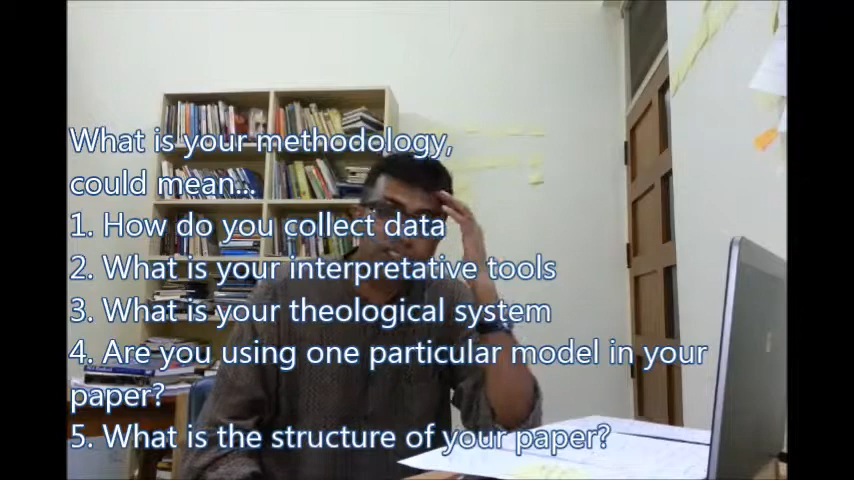 What is your methodology,
could mean...
1. How do you collect data
2. What is your interpretative tools
3. What is your theological system
4. Are you using one particular model in your
paper?
5. What is the structure of your paper?